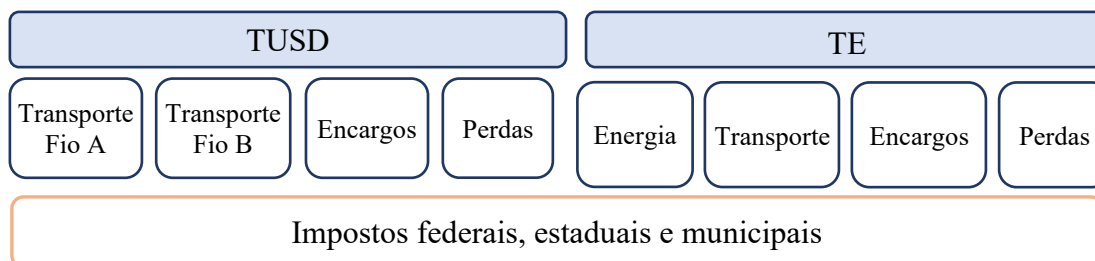 TUSD
TE
Transporte
Fio A
Transporte
Fio B
Encargos
Perdas
Energia
Transporte
Encargos
Perdas
Impostos federais, estaduais e municipais